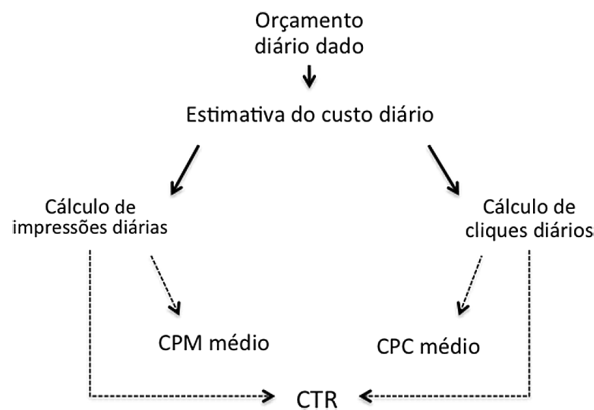 Orçamento
diário dado
Estimativa do custo diário
Cálculo de
impressões diárias
Cálculo de
cliques diários
CPM médio
CPC médio
CTR